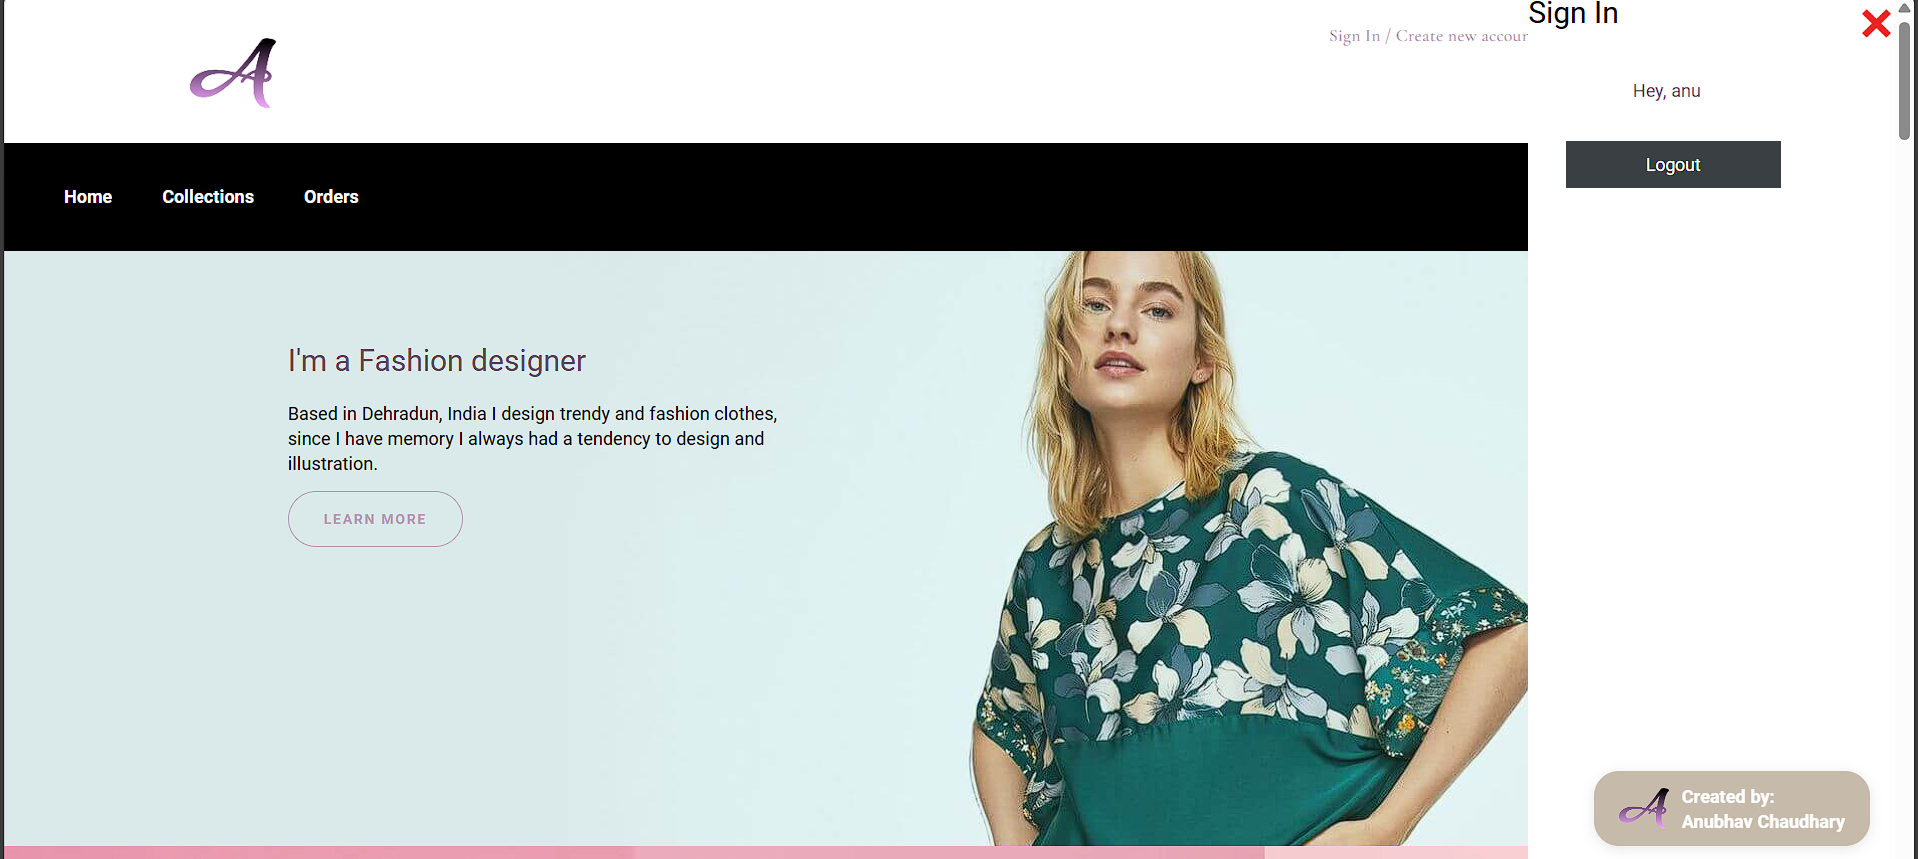 Sign In
Sign In / Create new accour
A
Hey, anu
Logout
Home
Collections
Orders
I'm a Fashion designer
Based in Dehradun, India I design trendy and fashion clothes,
since I have memory I always had a tendency to design and
illustration.
LEARN MORE
A
Created by:
Anubhav Chaudhary